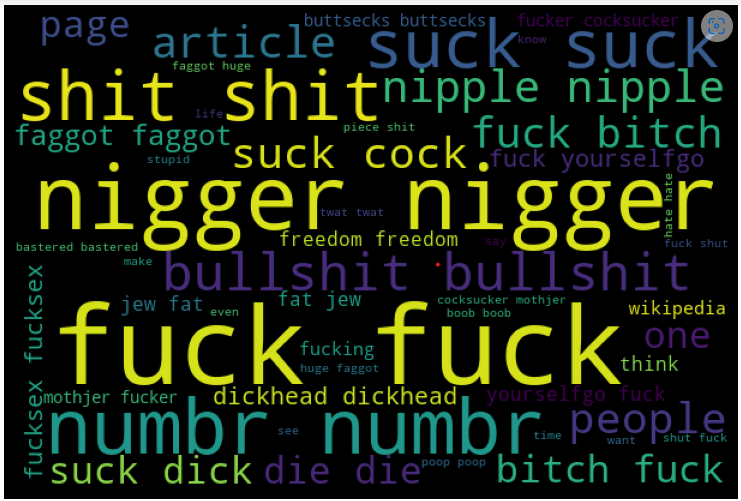 page
article
buttsecks buttsecks
fucker cocksucker
suck suck
know
faggot huge
shit shit
nipple nipple
life
faggot faggot
piece shit
fuck bitch
stupid
suck cock
fuck yourselfgo
nigger nigger
hate hate
twat twat
freedom freedom
say
fuck shut
bastered bastered
make
bullshit bullshit
fucksex fucksex
jew fat
even
fat jew
cocksucker mothjer
boob boob
wikipedia
fuck fuck
one
fucking
huge faggot
think
mothjer fucker
dickhead dickhead
yourselfgo fuck
numbr numbr
people
see
time
want
shut fuck
suck dick
die die
poop poop
bitch fuck